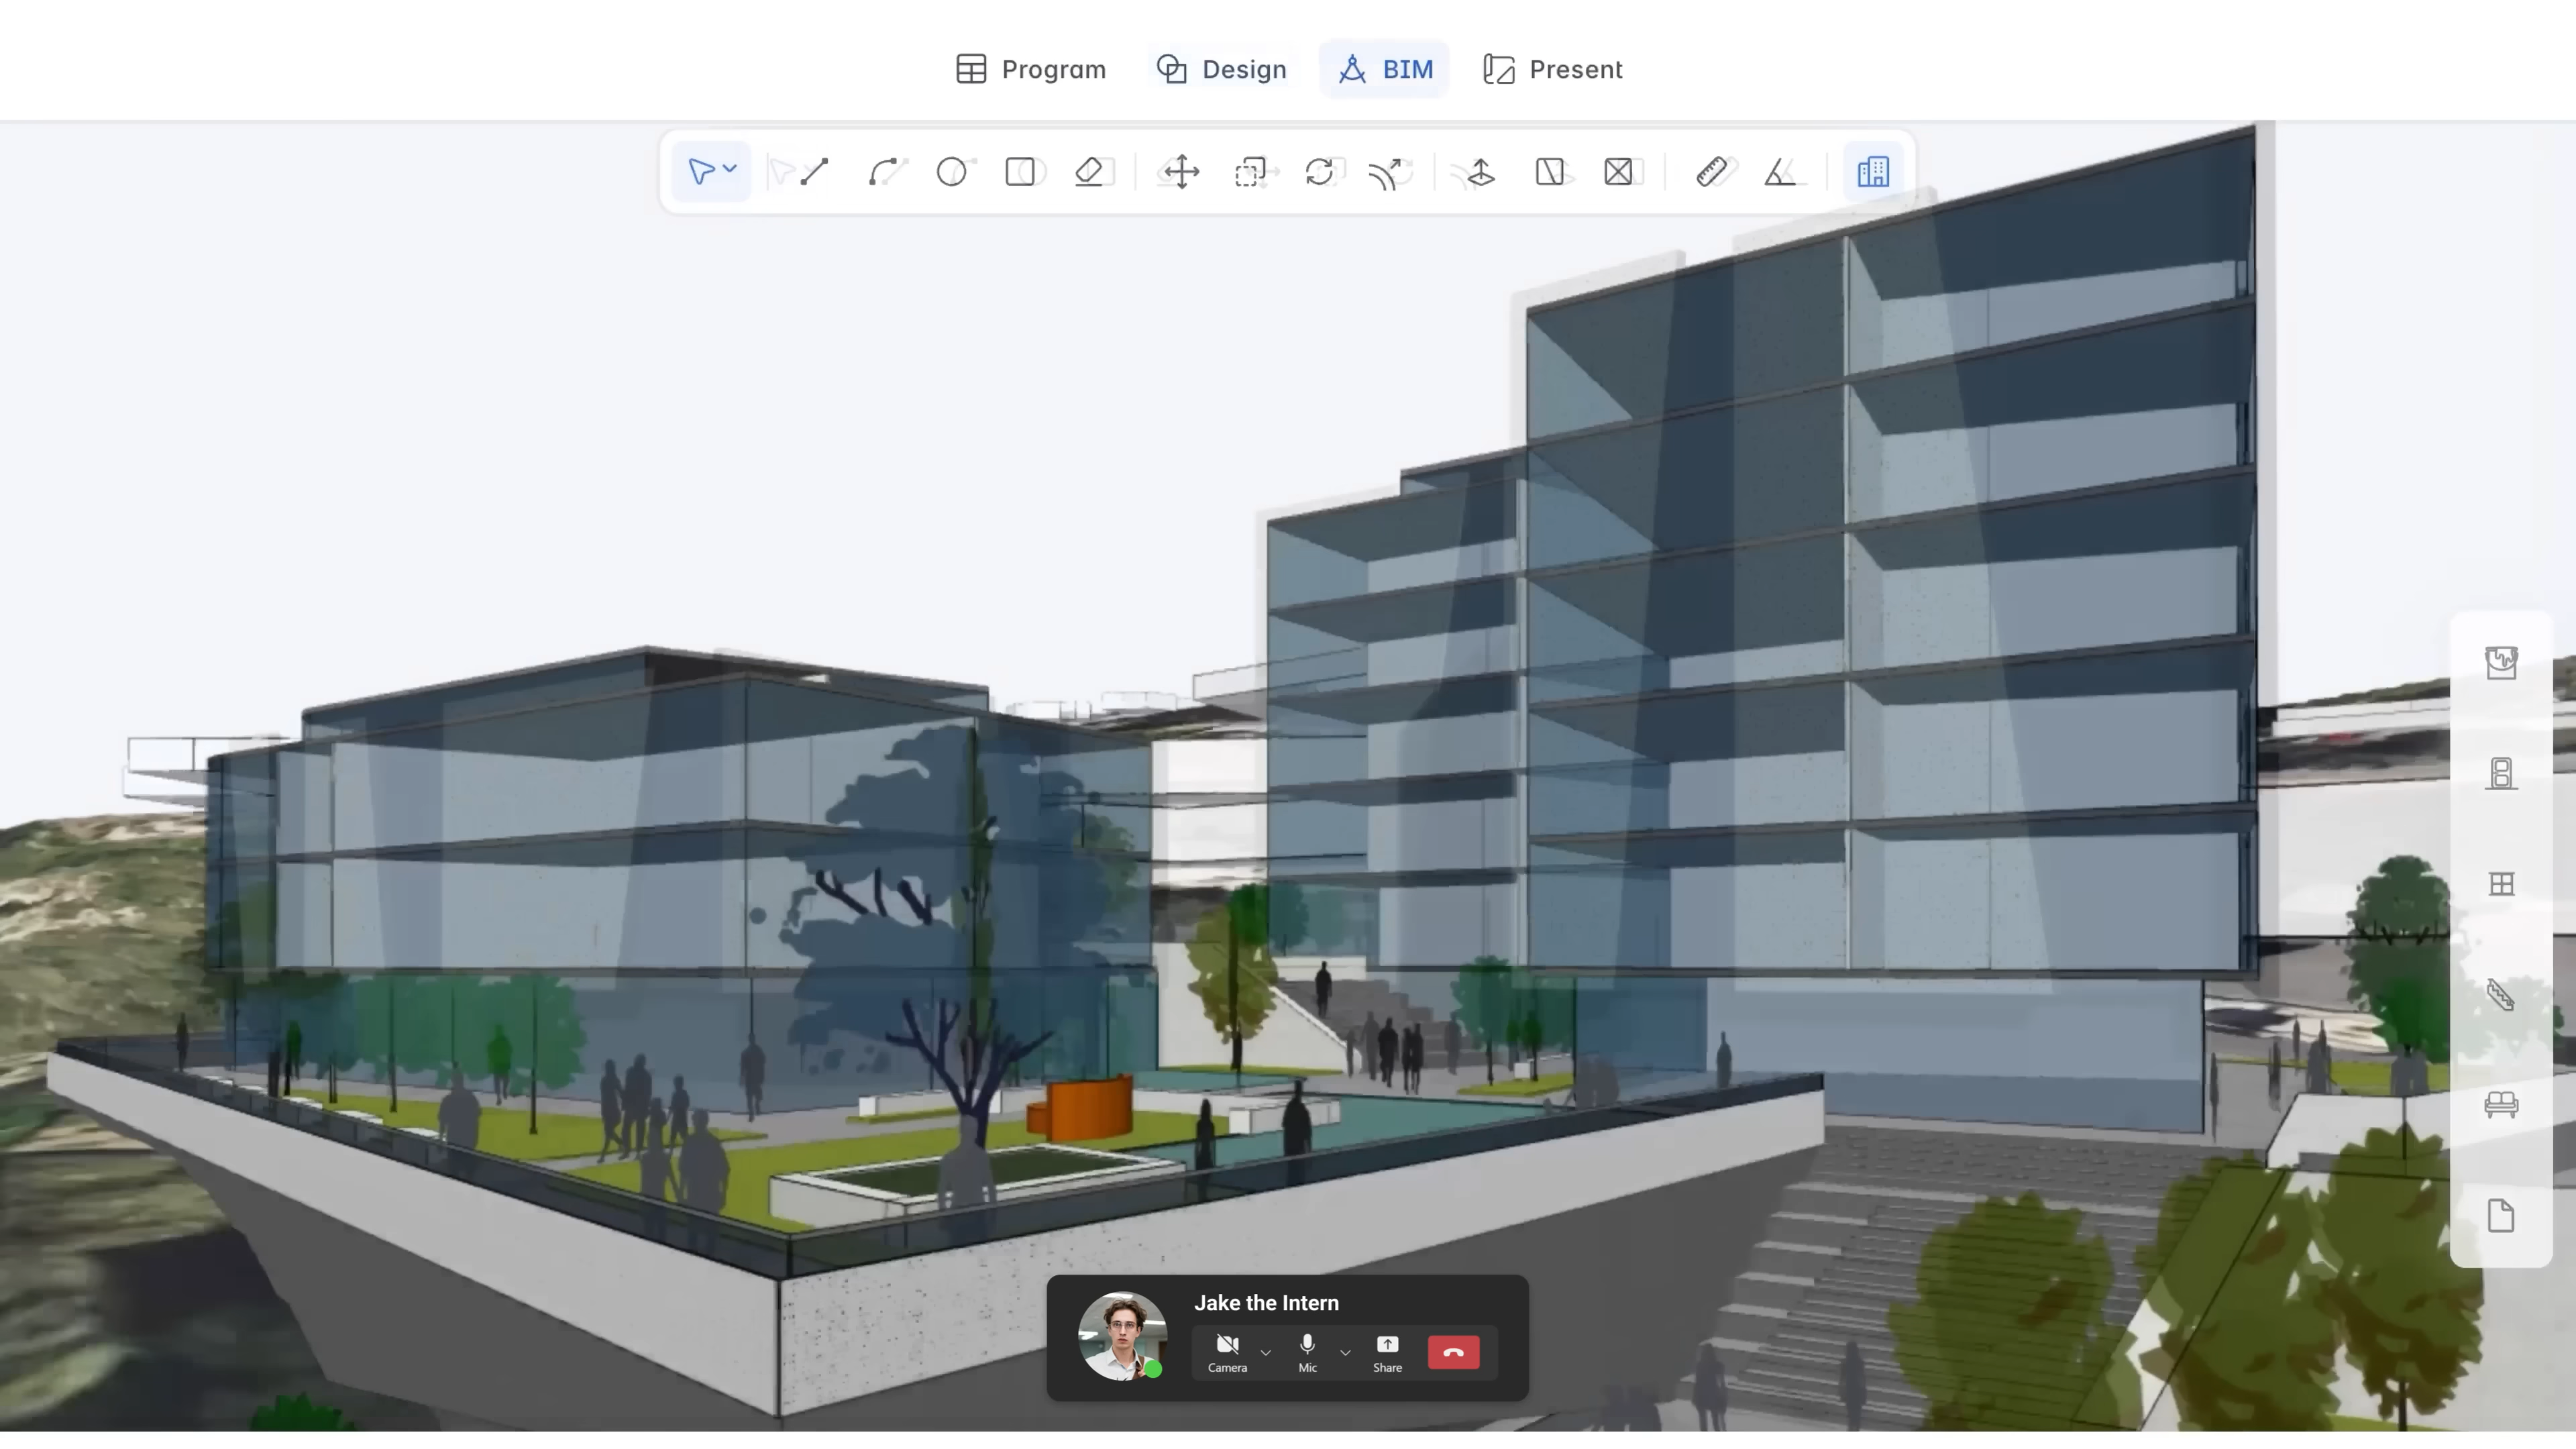 Program
Design
BIM
Present
Jake the Intern
Camera
Mic
Share